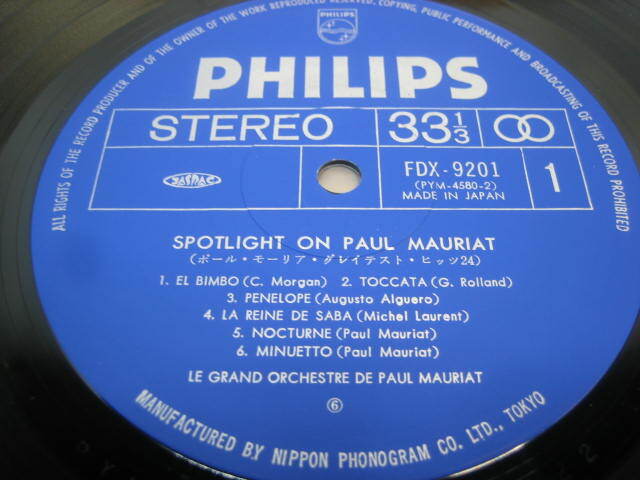 ALL RIGHTS OF THE RECORD PRODUCER AND OF THE OWNER OF THE WORK REPRODUCED RESERVED. COPYING, PUBLIC PERFORMANCE AND BROADCASTING OF THIS RECORD PROHIBITED
PHILIPS
PHILIPS
STEREO 33 1/3
JASRAC
FDX-9201
(PYM-4580-2)
MADE IN JAPAN
1
SPOTLIGHT ON PAUL MAURIAT
(ポール・モーリア・グレイテスト・ヒッツ24)
1. EL BIMBO (C. Morgan) 2. TOCCATA (G. Rolland)
3. PENELOPE (Augusto Alguero)
4. LA REINE DE SABA (Michel Laurent)
5. NOCTURNE (Paul Mauriat)
6. MINUETTO (Paul Mauriat)
LE GRAND ORCHESTRE DE PAUL MAURIAT
⑥
MANUFACTURED BY NIPPON PHONOGRAM CO. LTD., TOKYO